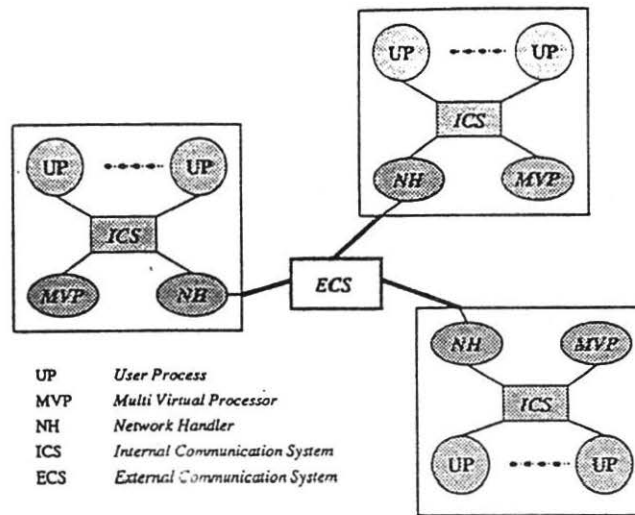 UP UP
ICS
NH MVP
UP UP
ICS
MVP NH
ECS
NH MVP
ICS
UP UP
UP User Process
MVP Multi Virtual Processor
NH Network Handler
ICS Internal Communication System
ECS External Communication System